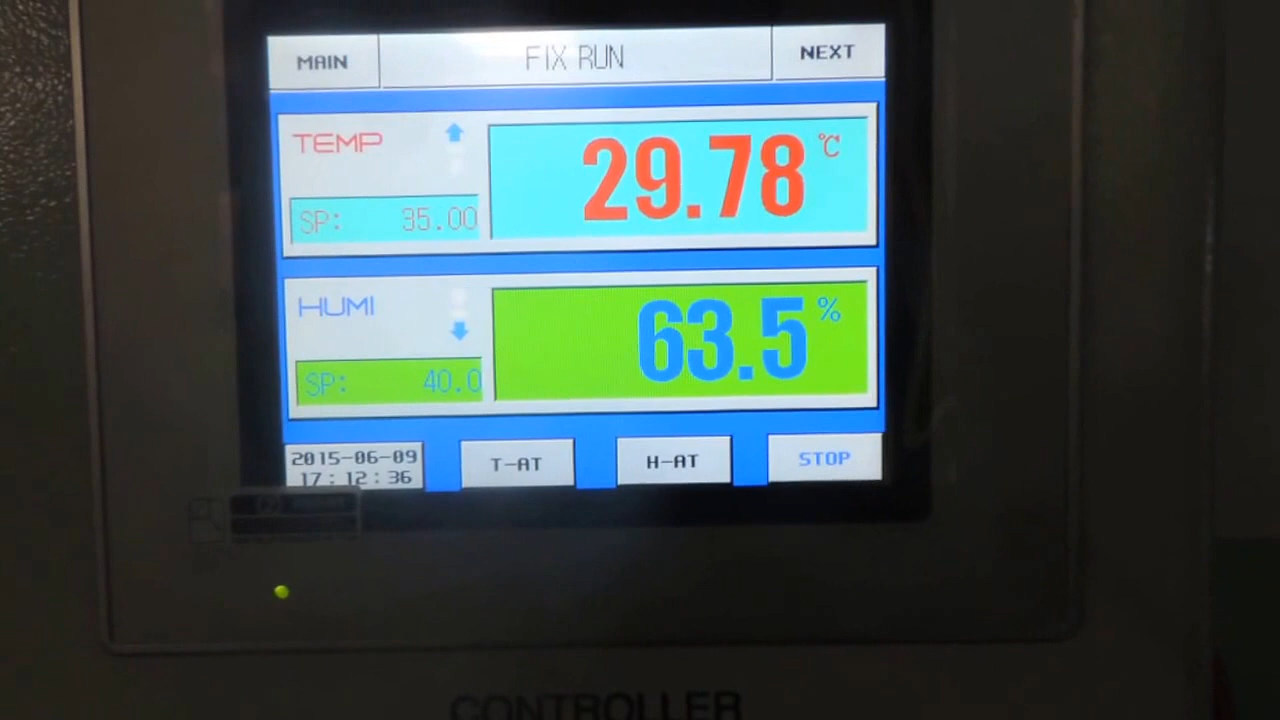 MAIN
FIX RUN
NEXT
TEMP
29.78 ℃
SP: 35.00
HUMI
63.5 %
SP: 40.0
2015-06-09
17:12:36
T-AT
H-AT
STOP
CONTROLLER